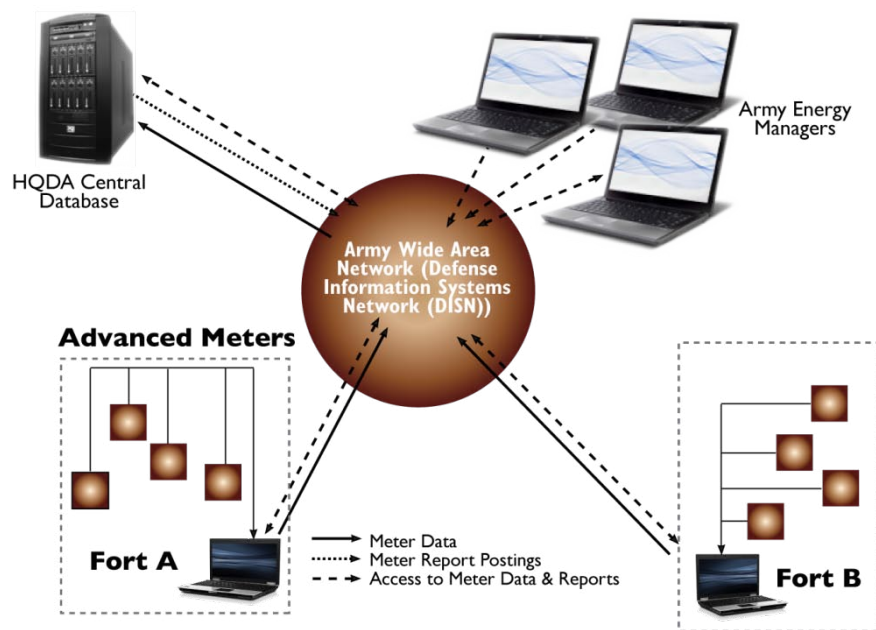 HQDA Central
Database
Army Energy
Managers
Army Wide Area
Network (Defense
Information Systems
Network (DISN))
Advanced Meters
Fort A
Meter Data
Meter Report Postings
Access to Meter Data & Reports
Fort B